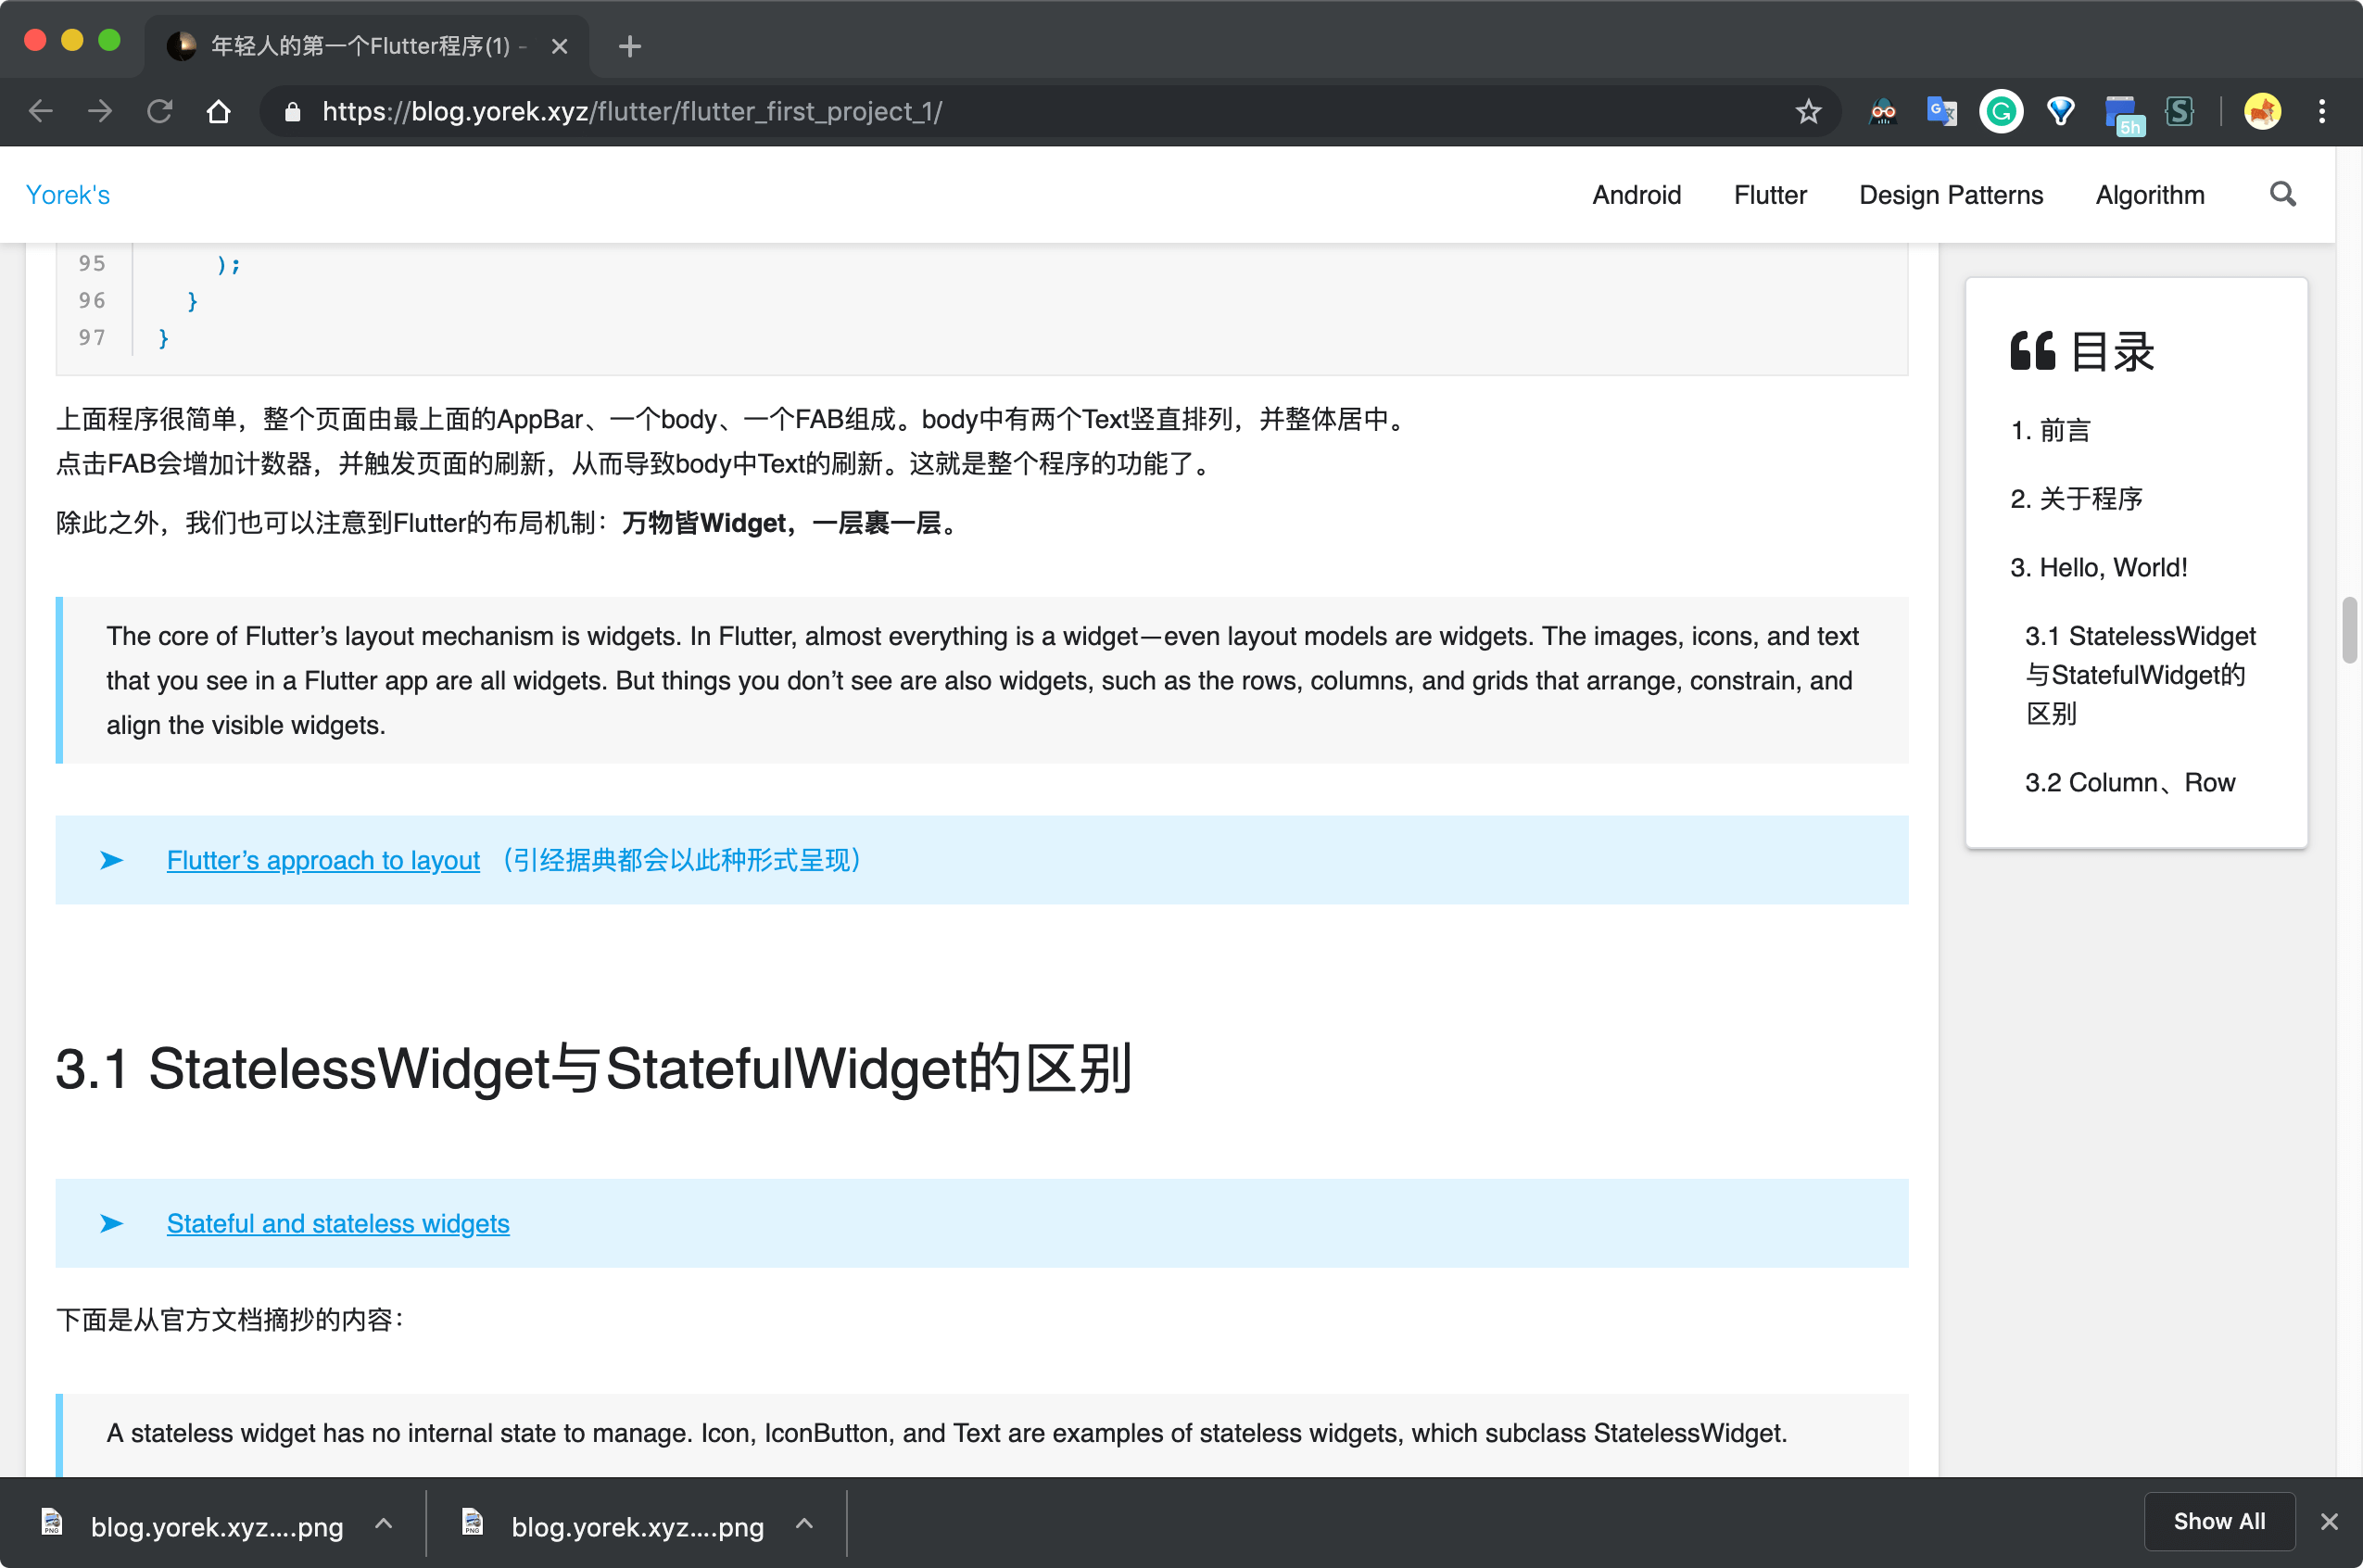 年轻人的第一个Flutter程序(1) -
https://blog.yorek.xyz/flutter/flutter_first_project_1/
5h
Yorek's
Android
Flutter
Design Patterns
Algorithm
95 );
96 }
97 }
上面程序很简单，整个页面由最上面的AppBar、一个body、一个FAB组成。body中有两个Text竖直排列，并整体居中。
点击FAB会增加计数器，并触发页面的刷新，从而导致body中Text的刷新。这就是整个程序的功能了。
除此之外，我们也可以注意到Flutter的布局机制：万物皆Widget，一层裹一层。
The core of Flutter’s layout mechanism is widgets. In Flutter, almost everything is a widget—even layout models are widgets. The images, icons, and text
that you see in a Flutter app are all widgets. But things you don’t see are also widgets, such as the rows, columns, and grids that arrange, constrain, and
align the visible widgets.
Flutter’s approach to layout （引经据典都会以此种形式呈现）
3.1 StatelessWidget与StatefulWidget的区别
Stateful and stateless widgets
下面是从官方文档摘抄的内容：
A stateless widget has no internal state to manage. Icon, IconButton, and Text are examples of stateless widgets, which subclass StatelessWidget.
目录
1. 前言
2. 关于程序
3. Hello, World!
3.1 StatelessWidget
与StatefulWidget的
区别
3.2 Column、Row
PNG
blog.yorek.xyz....png
PNG
blog.yorek.xyz....png
Show All